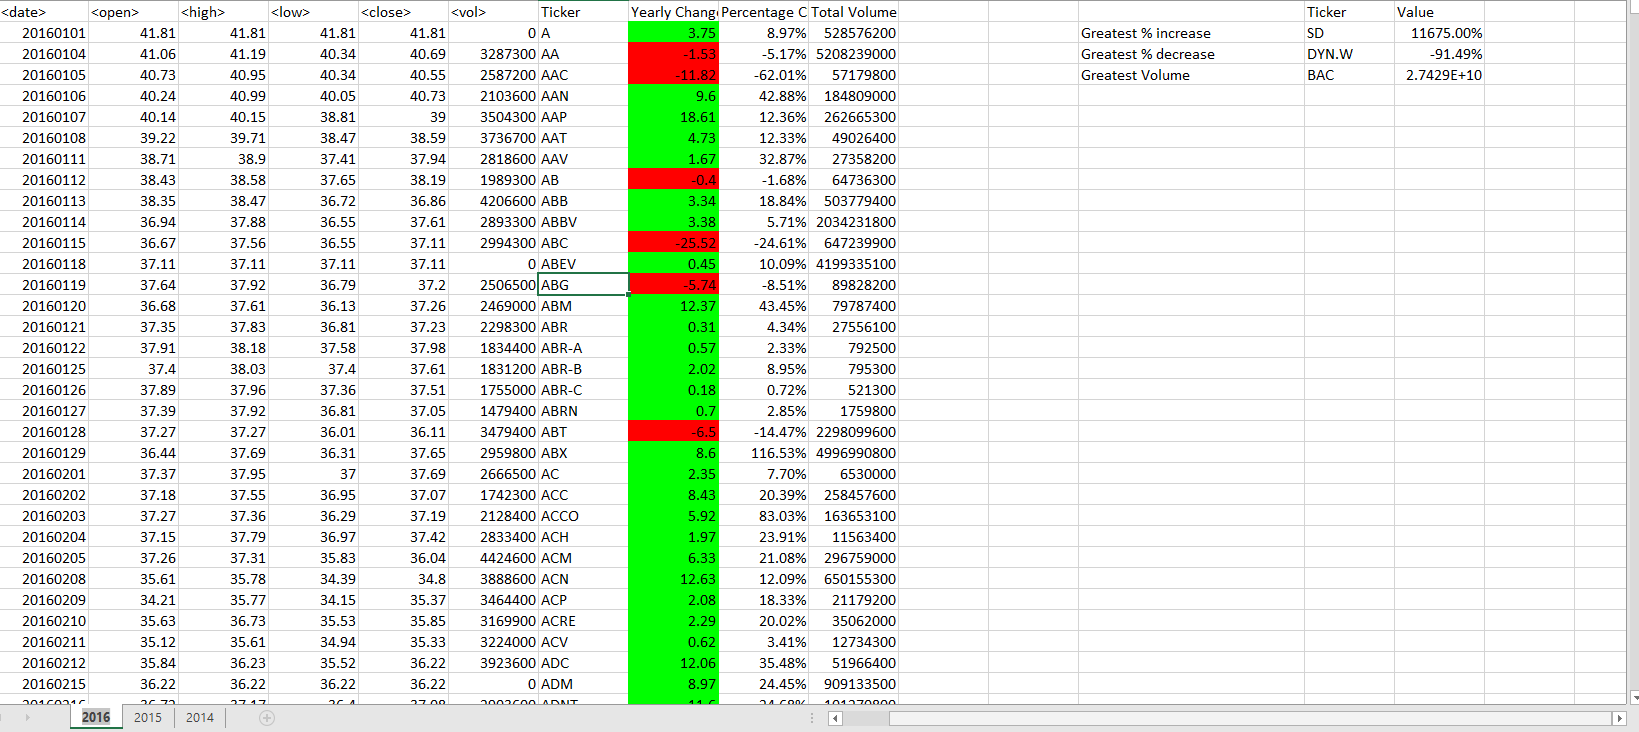 <date> <open> <high> <low> <close> <vol> Ticker Yearly Chang Percentage C Total Volume Ticker Value
20160101 41.81 41.81 41.81 41.81 0 A 3.75 8.97% 528576200 Greatest % increase SD 11675.00%
20160104 41.06 41.19 40.34 40.69 3287300 AA -1.53 -5.17% 5208239000 Greatest % decrease DYN.W -91.49%
20160105 40.73 40.95 40.34 40.55 2587200 AAC -11.82 -62.01% 57179800 Greatest Volume BAC 2.7429E+10
20160106 40.24 40.99 40.05 40.73 2103600 AAN 9.6 42.88% 184809000
20160107 40.14 40.15 38.81 39 3504300 AAP 18.61 12.36% 262665300
20160108 39.22 39.71 38.47 38.59 3736700 AAT 4.73 12.33% 49026400
20160111 38.71 38.9 37.41 37.94 2818600 AAV 1.67 32.87% 27358200
20160112 38.43 38.58 37.65 38.19 1989300 AB -0.4 -1.68% 64736300
20160113 38.35 38.47 36.72 36.86 4206600 ABB 3.34 18.84% 503779400
20160114 36.94 37.88 36.55 37.61 2893300 ABBV 3.38 5.71% 2034231800
20160115 36.67 37.56 36.55 37.11 2994300 ABC -25.52 -24.61% 647239900
20160118 37.11 37.11 37.11 37.11 0 ABEV 0.45 10.09% 4199335100
20160119 37.64 37.92 36.79 37.2 2506500 ABG -5.74 -8.51% 89828200
20160120 36.68 37.61 36.13 37.26 2469000 ABM 12.37 43.45% 79787400
20160121 37.35 37.83 36.81 37.23 2298300 ABR 0.31 4.34% 27556100
20160122 37.91 38.18 37.58 37.98 1834400 ABR-A 0.57 2.33% 792500
20160125 37.4 38.03 37.4 37.61 1831200 ABR-B 2.02 8.95% 795300
20160126 37.89 37.96 37.36 37.51 1755000 ABR-C 0.18 0.72% 521300
20160127 37.39 37.92 36.81 37.05 1479400 ABRN 0.7 2.85% 1759800
20160128 37.27 37.27 36.01 36.11 3479400 ABT -6.5 -14.47% 2298099600
20160129 36.44 37.69 36.31 37.65 2959800 ABX 8.6 116.53% 4996990800
20160201 37.37 37.95 37 37.69 2666500 AC 2.35 7.70% 6530000
20160202 37.18 37.55 36.95 37.07 1742300 ACC 8.43 20.39% 258457600
20160203 37.27 37.36 36.29 37.19 2128400 ACCO 5.92 83.03% 163653100
20160204 37.15 37.79 36.97 37.42 2833400 ACH 1.97 23.91% 11563400
20160205 37.26 37.31 35.83 36.04 4424600 ACM 6.33 21.08% 296759000
20160208 35.61 35.78 34.39 34.8 3888600 ACN 12.63 12.09% 650155300
20160209 34.21 35.77 34.15 35.37 3464400 ACP 2.08 18.33% 21179200
20160210 35.63 36.73 35.53 35.85 3169900 ACRE 2.29 20.02% 35062000
20160211 35.12 35.61 34.94 35.33 3224000 ACV 0.62 3.41% 12734300
20160212 35.84 36.23 35.52 36.22 3923600 ADC 12.06 35.48% 51966400
20160215 36.22 36.22 36.22 36.22 0 ADM 8.97 24.45% 909133500
2016 2015 2014